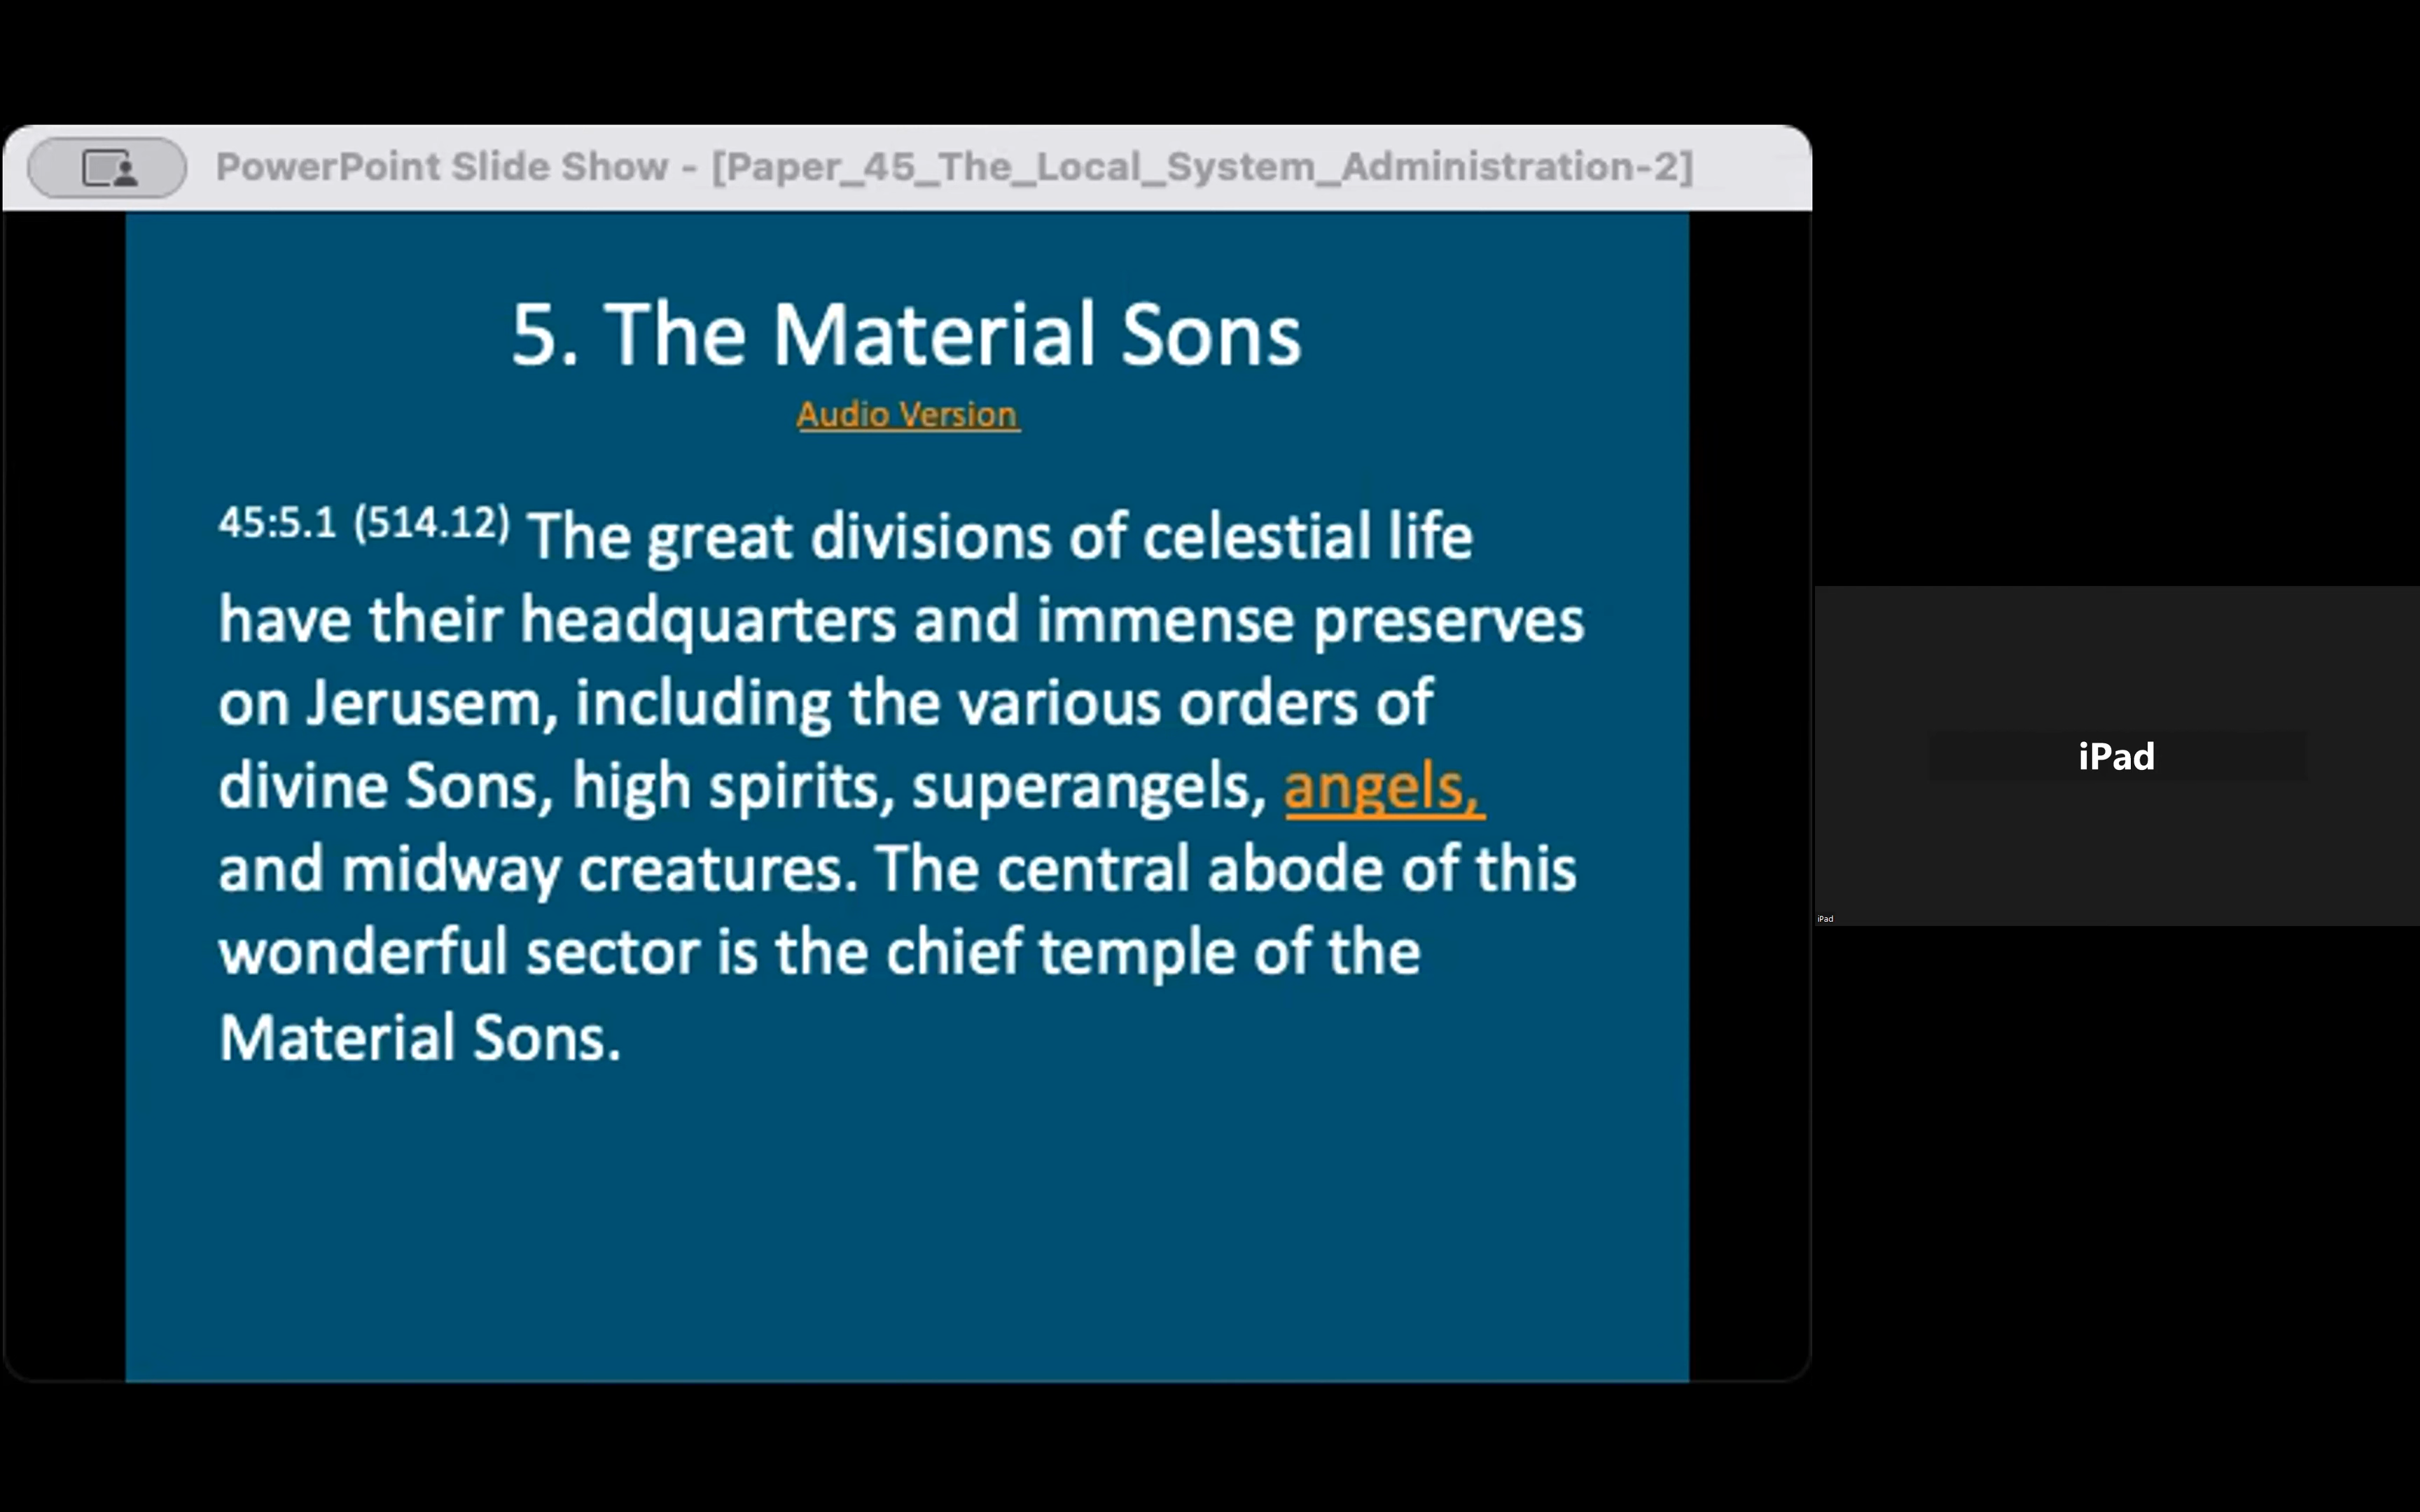 PowerPoint Slide Show - [Paper_45_The_Local_System_Administration-2]
5. The Material Sons
Audio Version
45:5.1 (514.12) The great divisions of celestial life
have their headquarters and immense preserves
on Jerusem, including the various orders of
divine Sons, high spirits, superangels, angels,
and midway creatures. The central abode of this
wonderful sector is the chief temple of the
Material Sons.
iPad
iPad